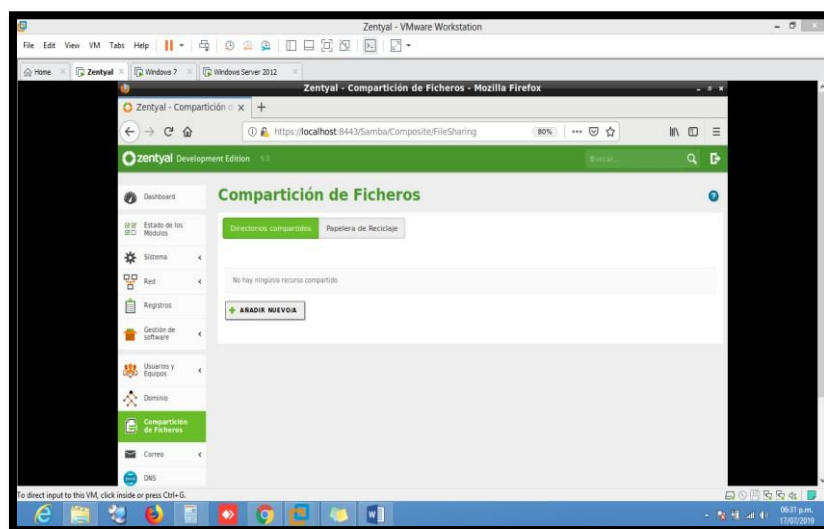 Zentyal - VMware Workstation
File Edit View VM Tabs Help
Home Zentyal Windows 7 Windows Server 2012
Zentyal - Compartición de Ficheros - Mozilla Firefox
Zentyal - Compartición
https://localhost:8443/Samba/Composite/FileSharing 80%
zentyal Development Edition 6.0
Buscar...
Dashboard
Estado de los
Módulos
Sistema
Red
Registros
Gestión de
software
Usuarios y
Equipos
Dominio
Compartición
de Ficheros
Correo
DNS
Compartición de Ficheros
Directorios compartidos Papelera de Reciclaje
No hay ningún/a recurso compartido
AÑADIR NUEVO/A
To direct input to this VM, click inside or press Ctrl+G.
06:31 p.m.
17/07/2019